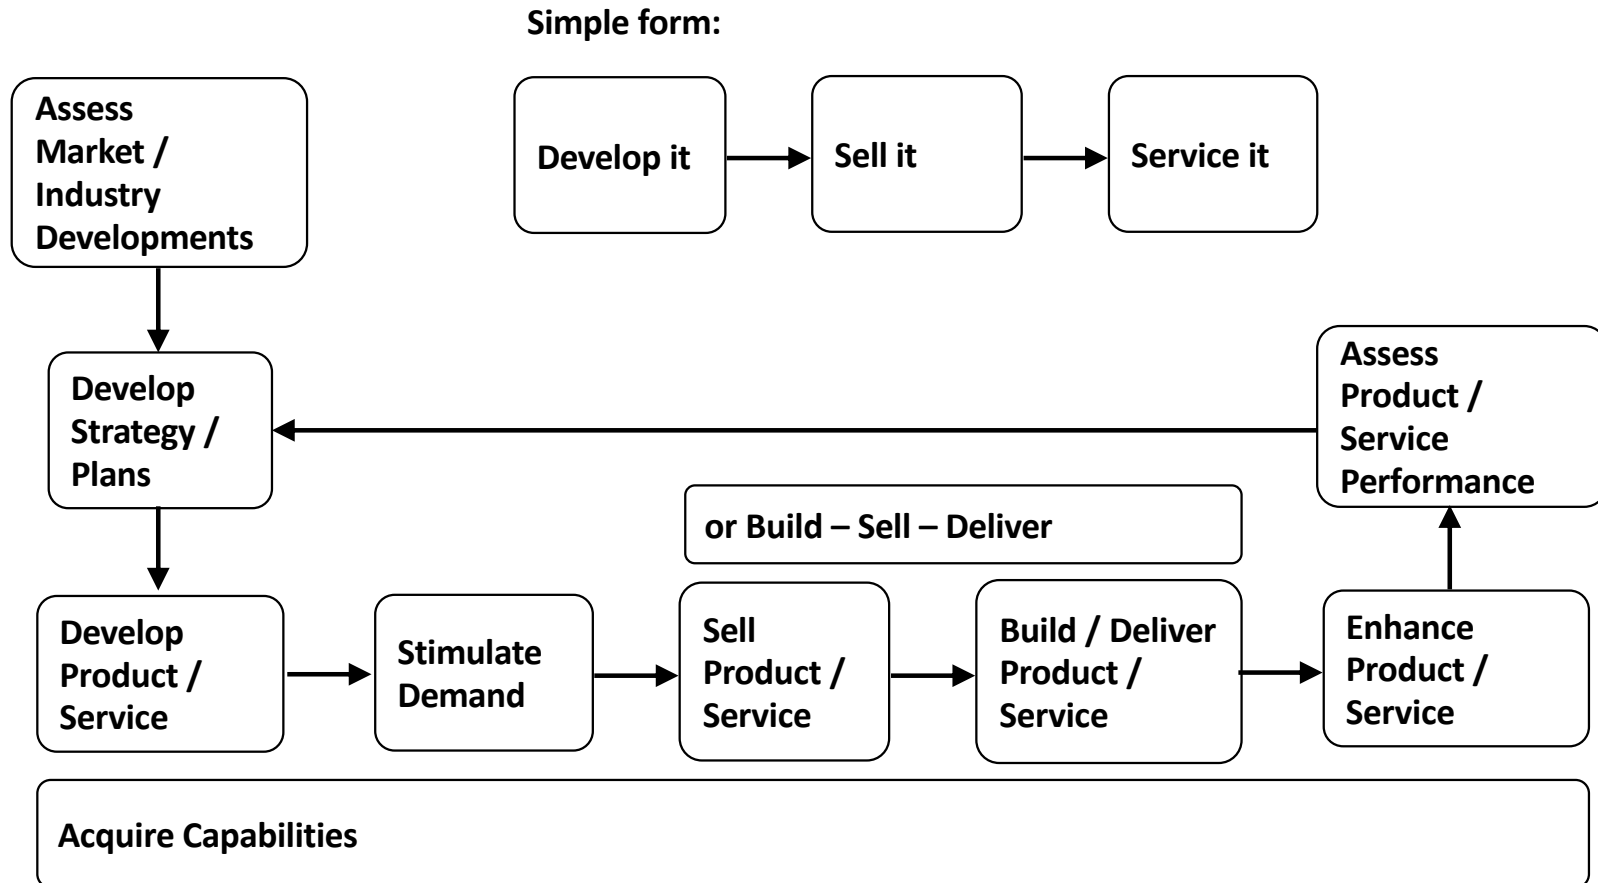 Simple form:
Assess
Market /
Industry
Developments
Develop it
Sell it
Service it
Develop
Strategy /
Plans
Assess
Product /
Service
Performance
or Build – Sell – Deliver
Develop
Product /
Service
Stimulate
Demand
Sell
Product /
Service
Build / Deliver
Product /
Service
Enhance
Product /
Service
Acquire Capabilities